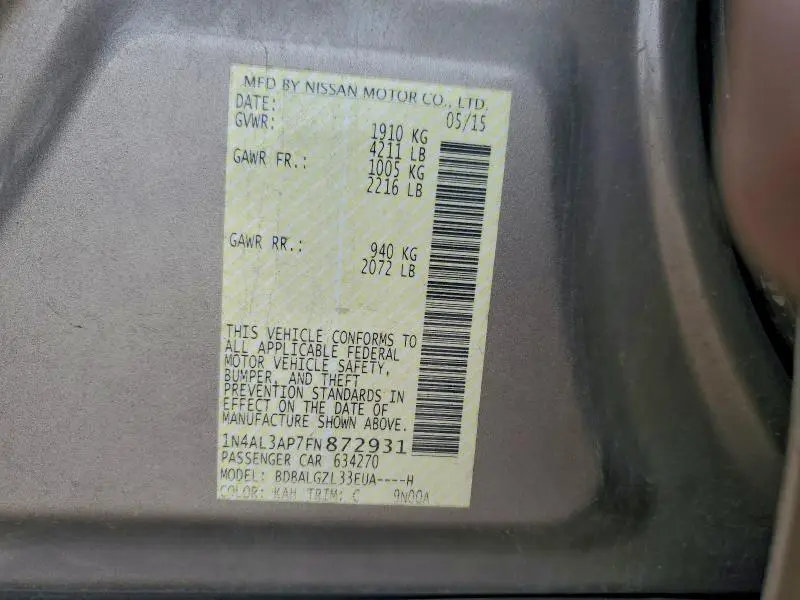 MFD BY NISSAN MOTOR CO., LTD.
DATE: 05/15
GVWR: 1910 KG
4211 LB
GAWR FR.: 1005 KG
2216 LB
GAWR RR.: 940 KG
2072 LB
THIS VEHICLE CONFORMS TO
ALL APPLICABLE FEDERAL
MOTOR VEHICLE SAFETY,
BUMPER, AND THEFT
PREVENTION STANDARDS IN
EFFECT ON THE DATE OF
MANUFACTURE SHOWN ABOVE.
1N4AL3AP7FN872931
PASSENGER CAR 634270
MODEL: BDBALGZL33EUA----H
COLOR: KAH TRIM: C 9N00A